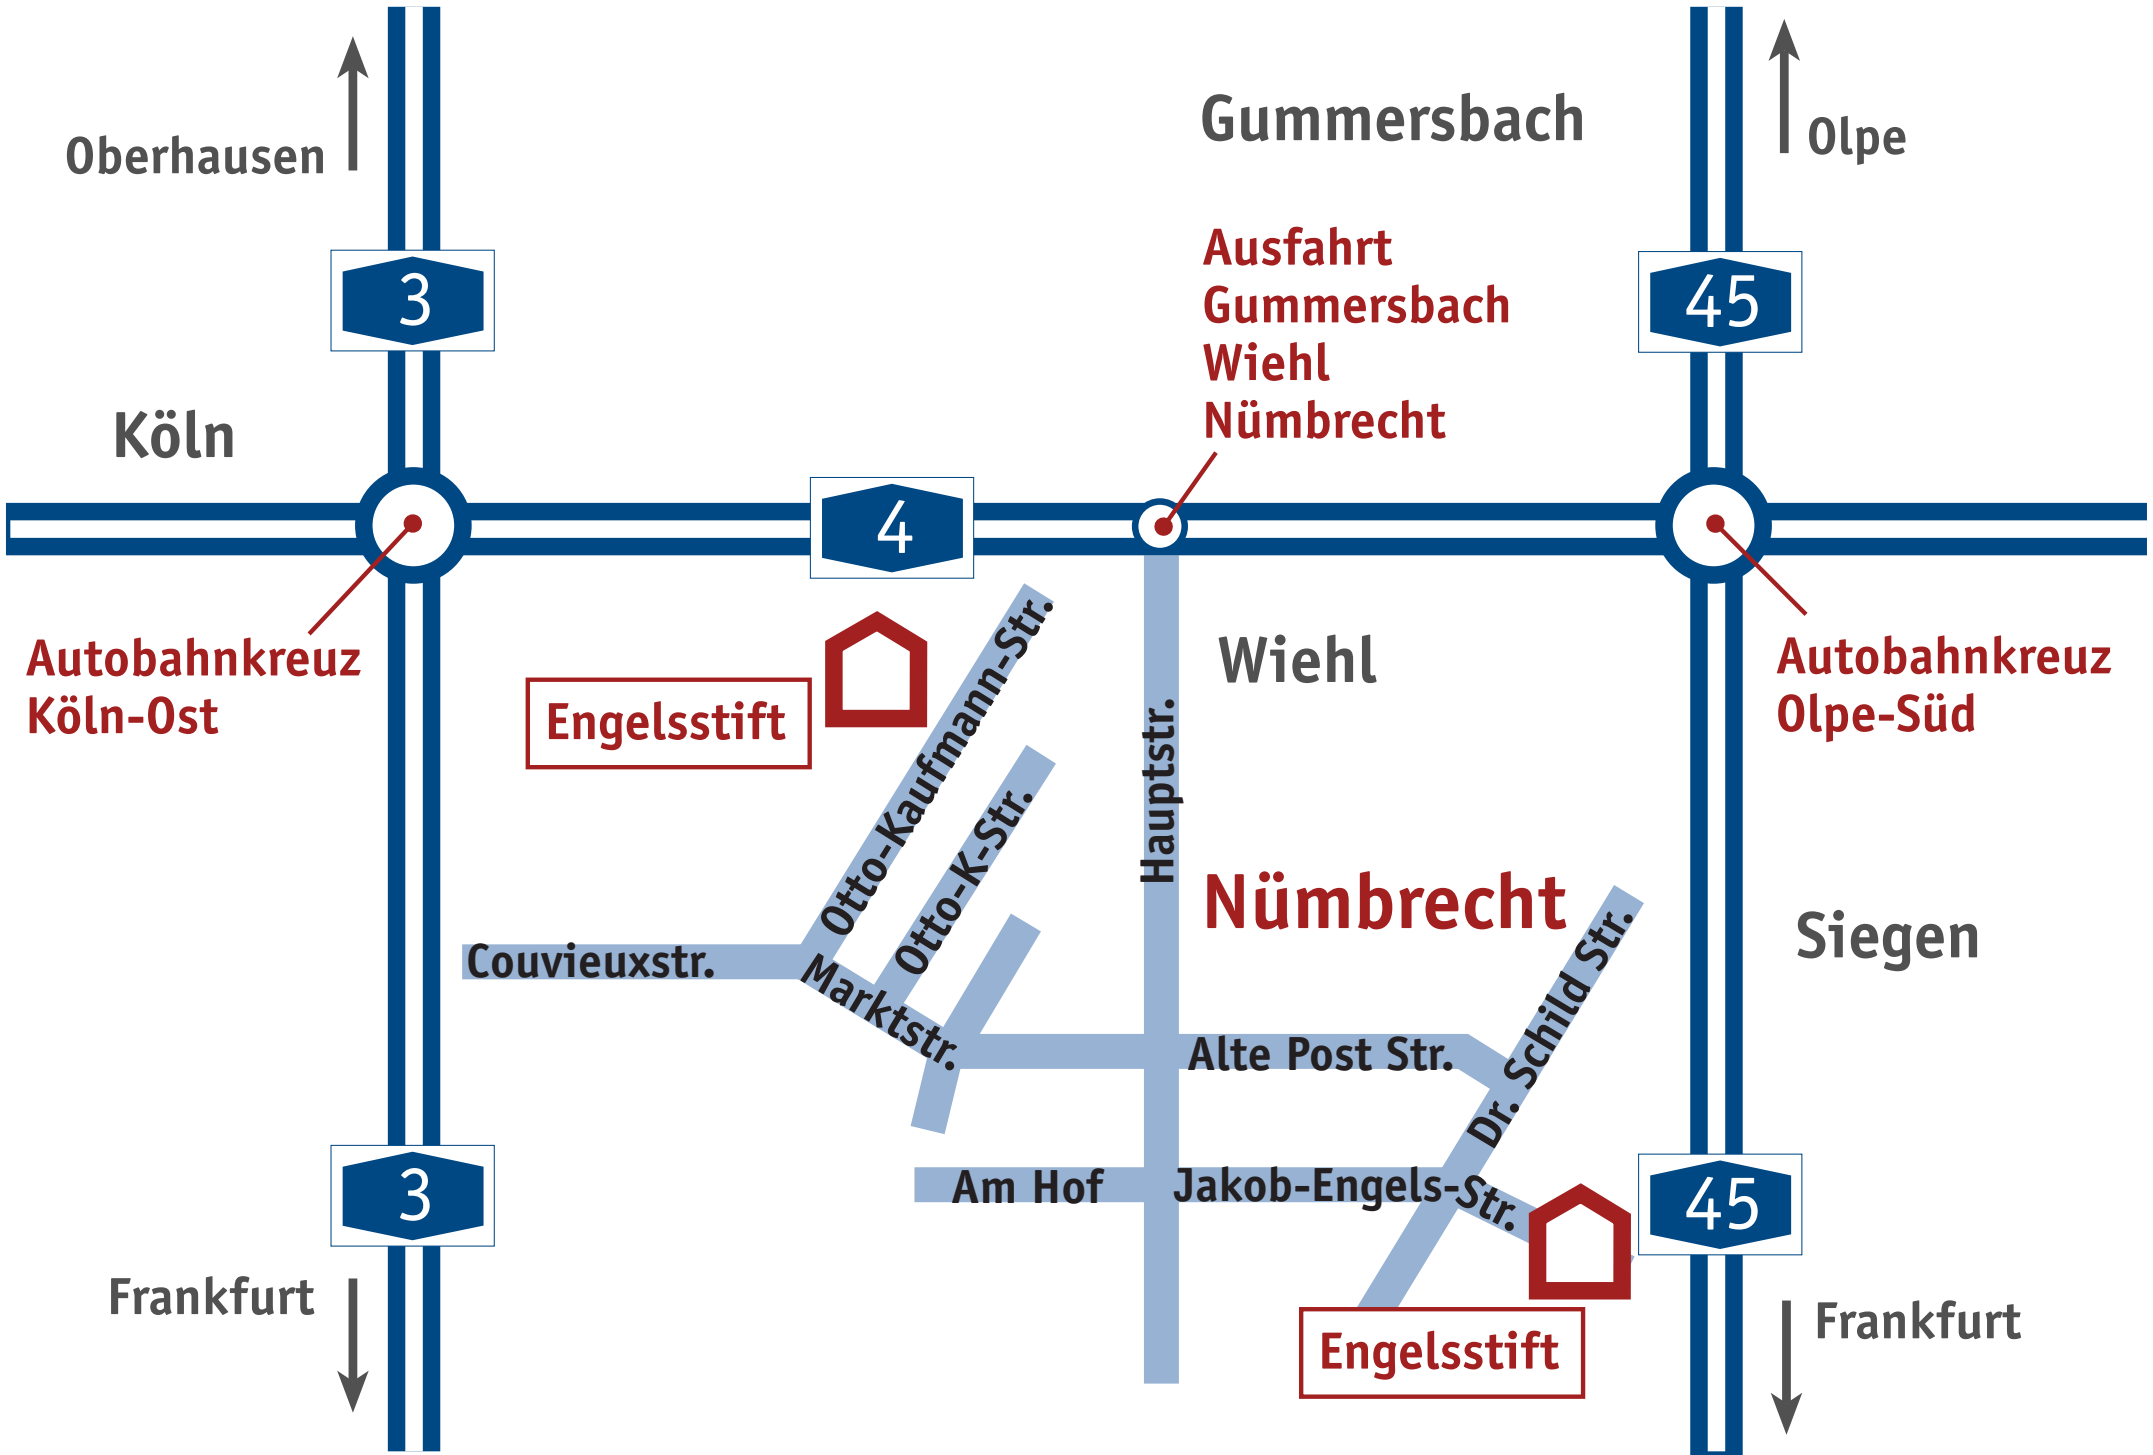 Oberhausen
Gummersbach
Olpe
Ausfahrt
Gummersbach
Wiehl
Nümbrecht
3
45
Köln
4
Autobahnkreuz
Köln-Ost
Engelsstift
Otto-Kaufmann-Str.
Otto-K-Str.
Hauptstr.
Wiehl
Autobahnkreuz
Olpe-Süd
Nümbrecht
Siegen
Couvieuxstr.
Marktstr.
Alte Post Str.
Dr. Schild Str.
Am Hof
Jakob-Engels-Str.
3
45
Frankfurt
Engelsstift
Frankfurt